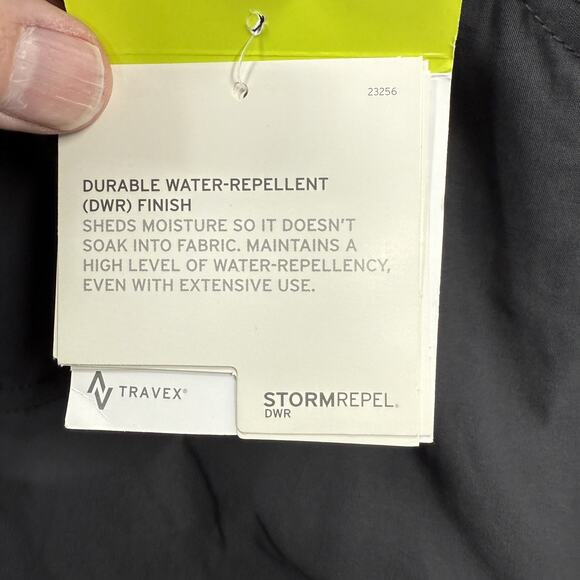 23256
DURABLE WATER-REPELLENT
(DWR) FINISH
SHEDS MOISTURE SO IT DOESN'T
SOAK INTO FABRIC. MAINTAINS A
HIGH LEVEL OF WATER-REPELLENCY,
EVEN WITH EXTENSIVE USE.
TRAVEX®
STORMREPEL®
DWR